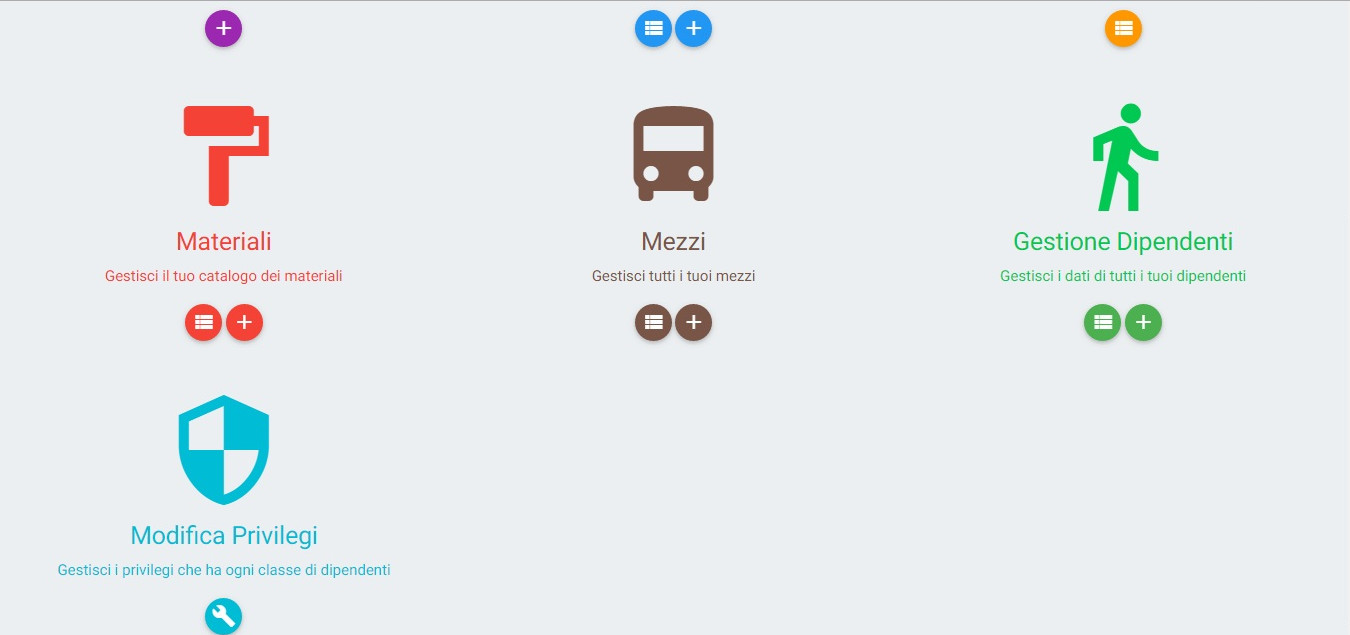 Materiali
Gestisci il tuo catalogo dei materiali
Mezzi
Gestisci tutti i tuoi mezzi
Gestione Dipendenti
Gestisci i dati di tutti i tuoi dipendenti
Modifica Privilegi
Gestisci i privilegi che ha ogni classe di dipendenti